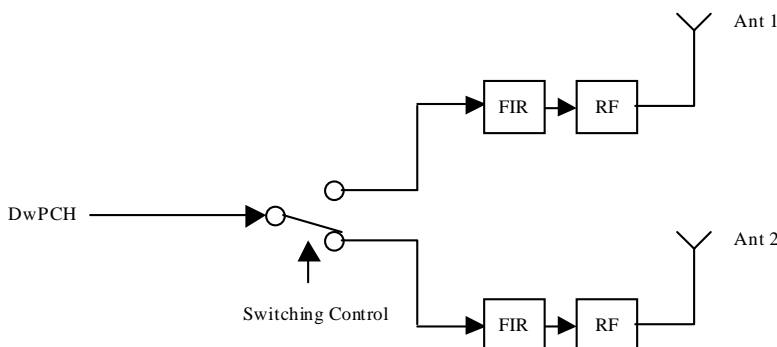 Ant 1
FIR
RF
DwPCH
Ant 2
Switching Control
FIR
RF